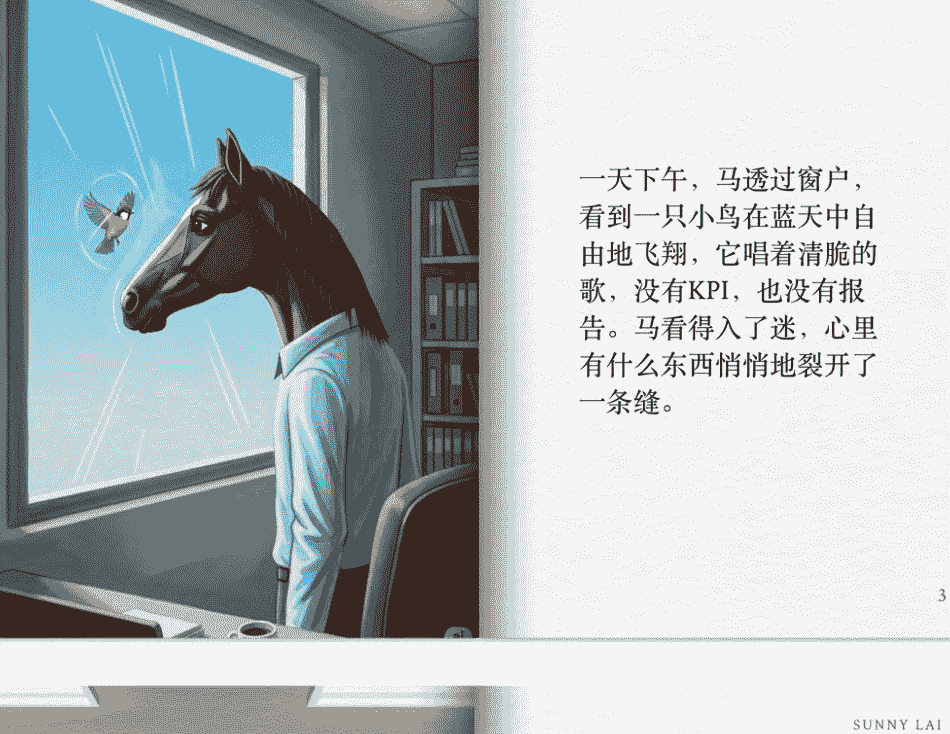 一天下午，马透过窗户，
看到一只小鸟在蓝天中自
由地飞翔，它唱着清脆的
歌，没有KPI，也没有报
告。马看得入了迷，心里
有什么东西悄悄地裂开了
一条缝。
3
SUNNY LAI